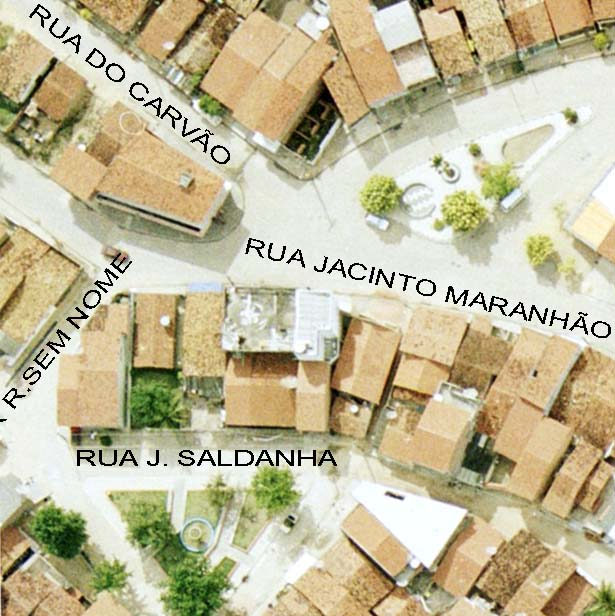 RUA DO CARVÃO
RUA JACINTO MARANHÃO
R.SEM NOME
RUA J. SALDANHA